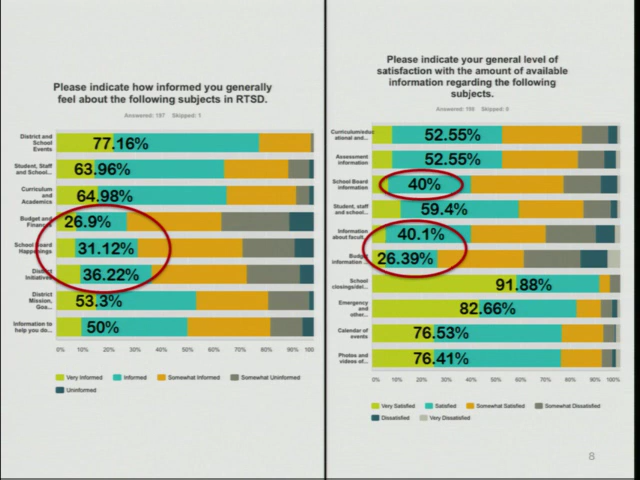 Please indicate how informed you generally
feel about the following subjects in RTSD.
Answered: 197 Skipped: 1
District and
School
Events
77.16%
Student, Staff
and School...
63.96%
Curriculum
and
Academics
64.98%
Budget and
Finances
26.9%
School Board
Happenings
31.12%
District
Initiatives
36.22%
District
Mission,
Goa...
53.3%
Information to
help you do...
50%
0% 10% 20% 30% 40% 50% 60% 70% 80% 90% 100
Very Informed Informed Somewhat Informed Somewhat Uninformed
Uninformed
Please indicate your general level of
satisfaction with the amount of available
information regarding the following
subjects.
Answered: 198 Skipped: 0
ational and...
52.55%
Assessment
information
52.55%
School Board
information
40%
Student, staff
and school...
59.4%
Information
about facult...
40.1%
Budget
information
26.39%
School
closings/del...
91.88%
Emergency
and
other...
82.66%
Calendar of
events
76.53%
Photos and
videos of...
76.41%
0% 10% 20% 30% 40% 50% 60% 70% 80% 90% 100%
Very Satisfied Satisfied Somewhat Satisfied Somewhat Dissatisfied
Dissatisfied Very Dissatisfied
8